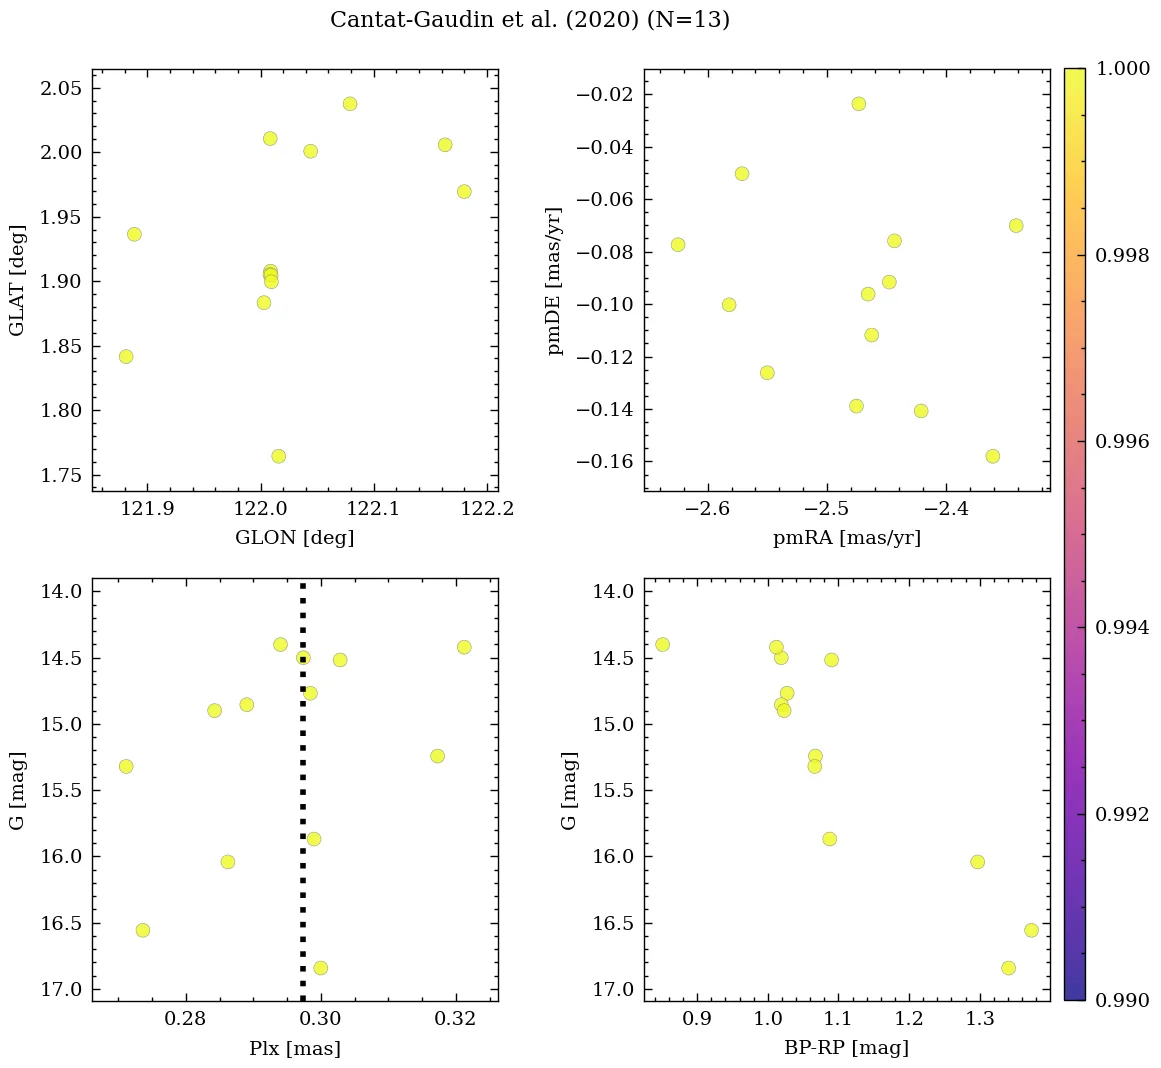 Cantat-Gaudin et al. (2020) (N=13)
2.05
2.00
1.95
1.90
1.85
1.80
1.75
GLAT [deg]
121.9 122.0 122.1 122.2
GLON [deg]
−0.02
−0.04
−0.06
−0.08
−0.10
−0.12
−0.14
−0.16
pmDE [mas/yr]
−2.6 −2.5 −2.4
pmRA [mas/yr]
14.0
14.5
15.0
15.5
16.0
16.5
17.0
G [mag]
0.28 0.30 0.32
Plx [mas]
14.0
14.5
15.0
15.5
16.0
16.5
17.0
G [mag]
0.9 1.0 1.1 1.2 1.3
BP-RP [mag]
1.000
0.998
0.996
0.994
0.992
0.990